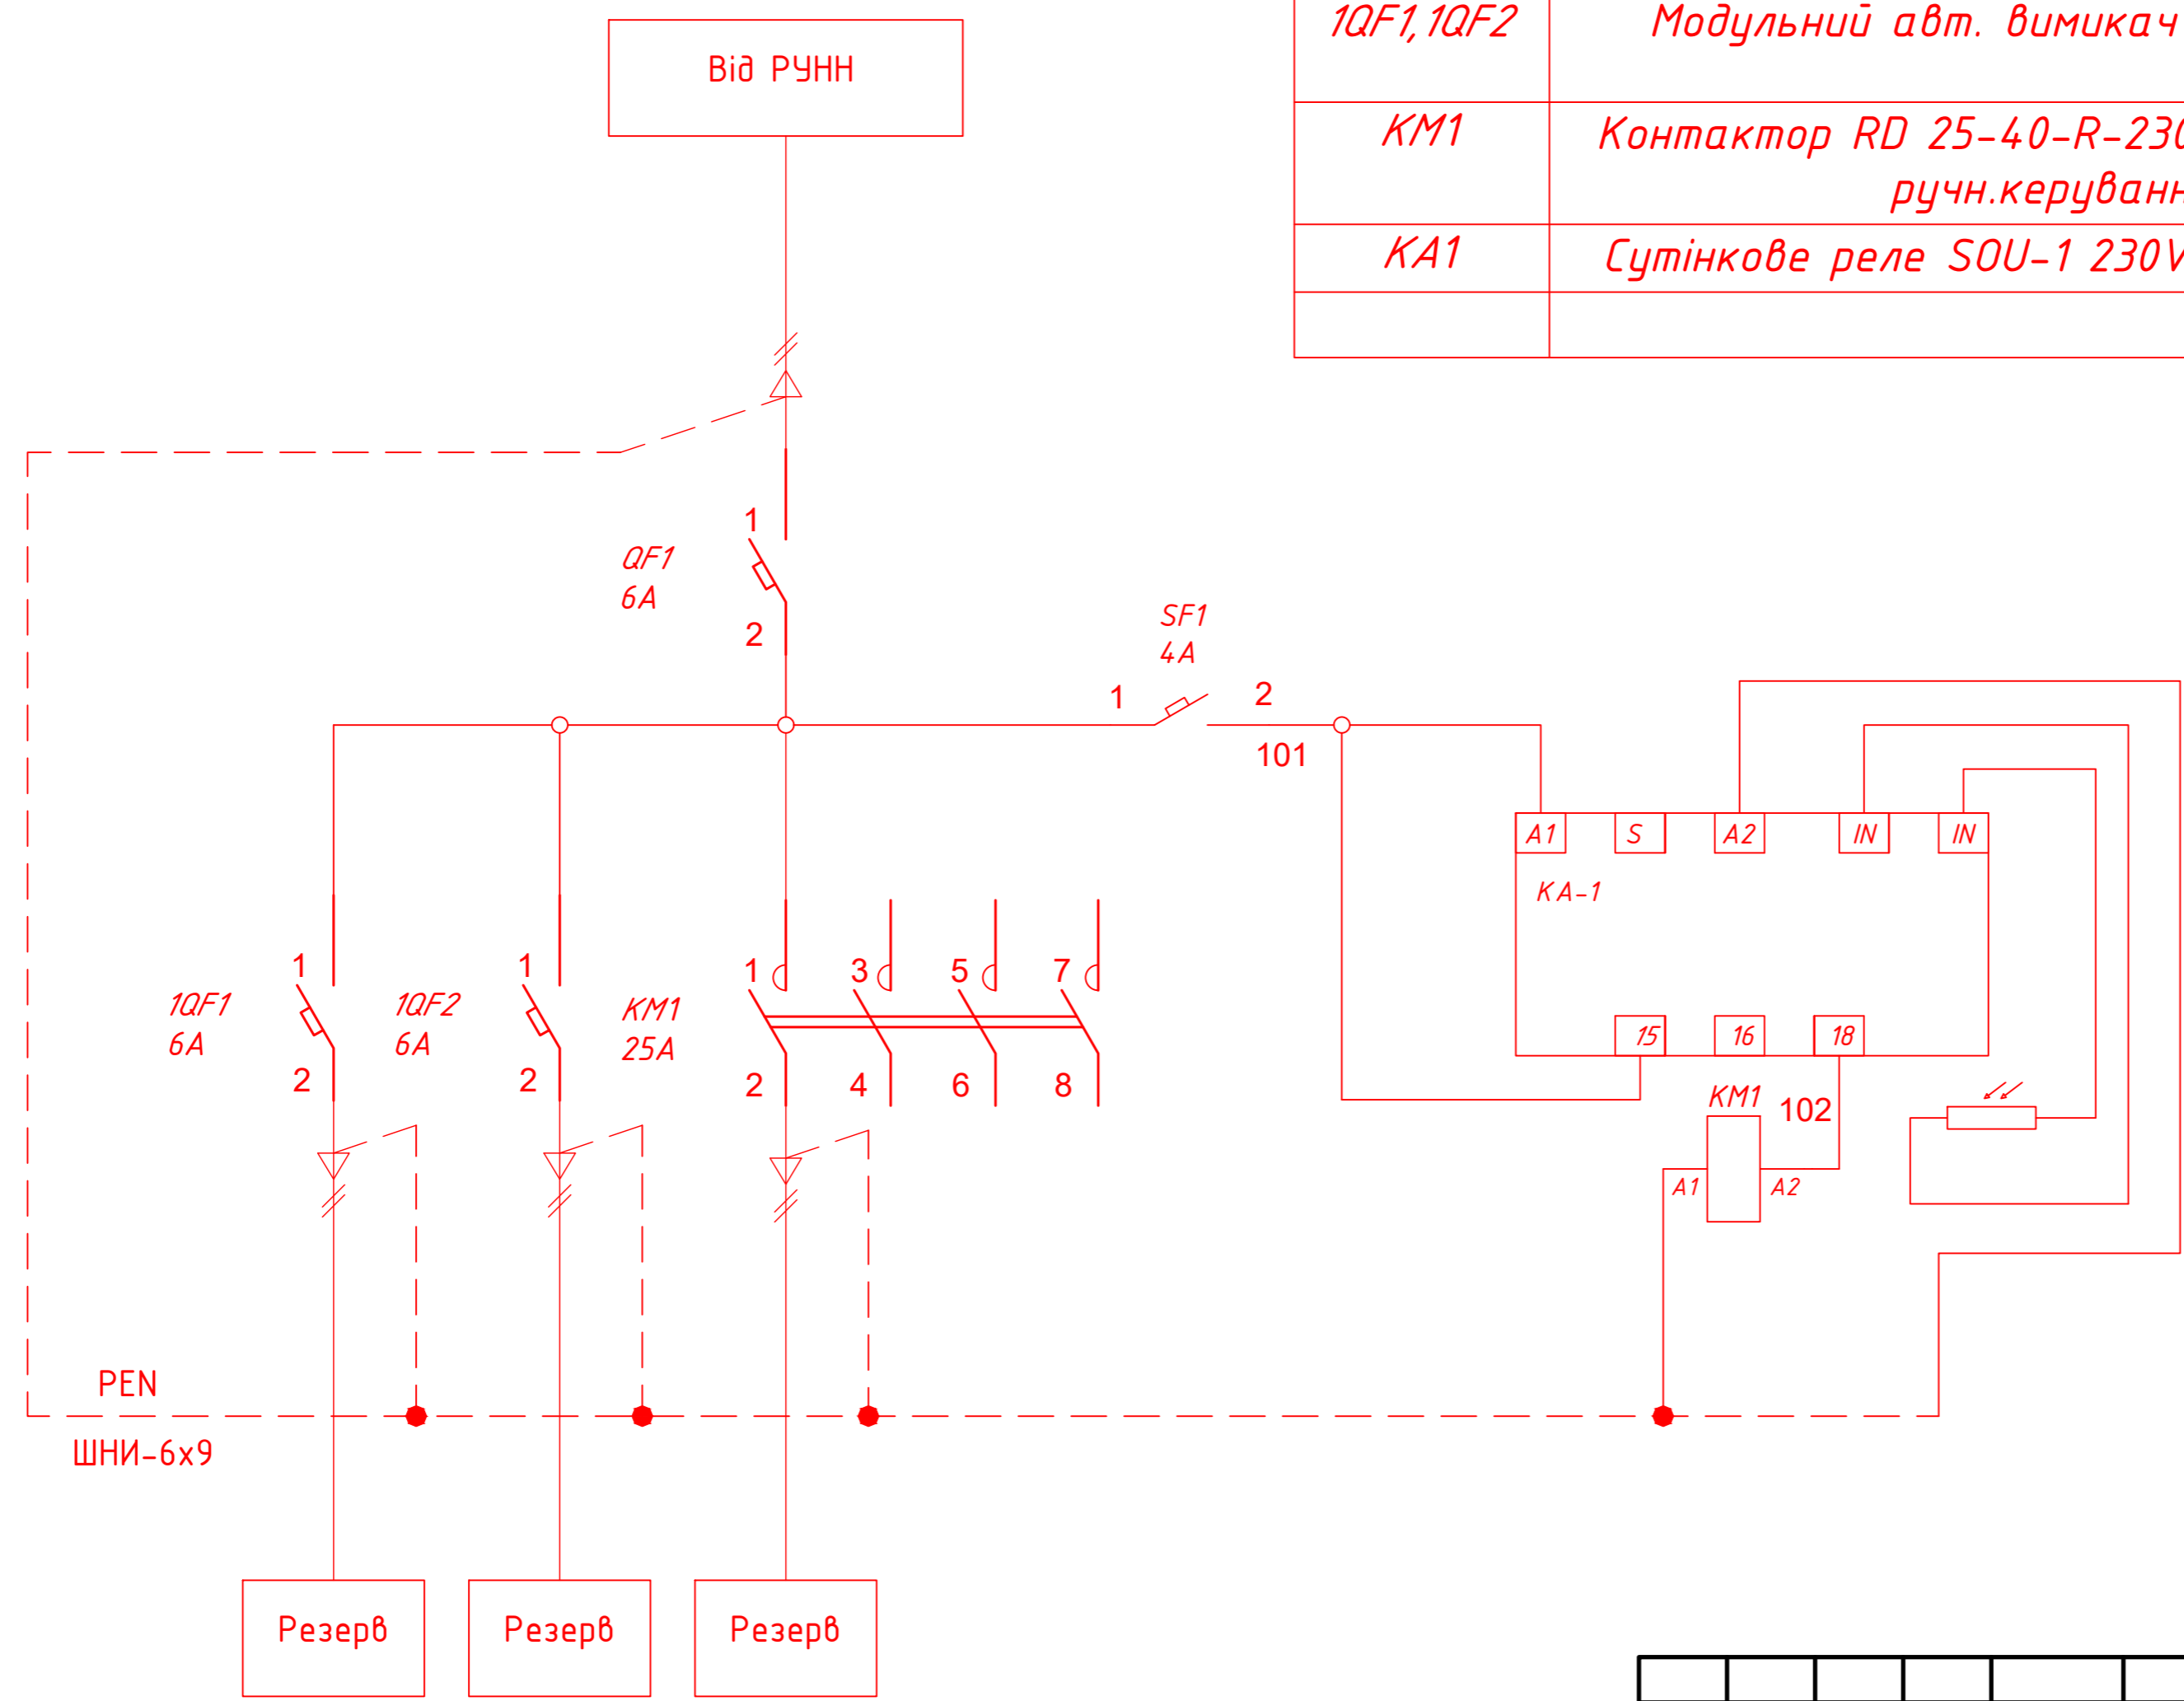 Від РУНН
1QF1, 1QF2 Модульний авт. вимикач
KM1 Контактор RD 25-40-R-230
ручн.керуванн
KA1 Сутінкове реле SOU-1 230V
1
QF1
6A
2
SF1
4A
1
2
101
A1 S A2 IN IN
KA-1
1
1QF1
6A
2
1
1QF2
6A
2
KM1
25A
1 3 5 7
2 4 6 8
15 16 18
KM1
102
A1
A2
PEN
ШНИ-6х9
Резерв
Резерв
Резерв